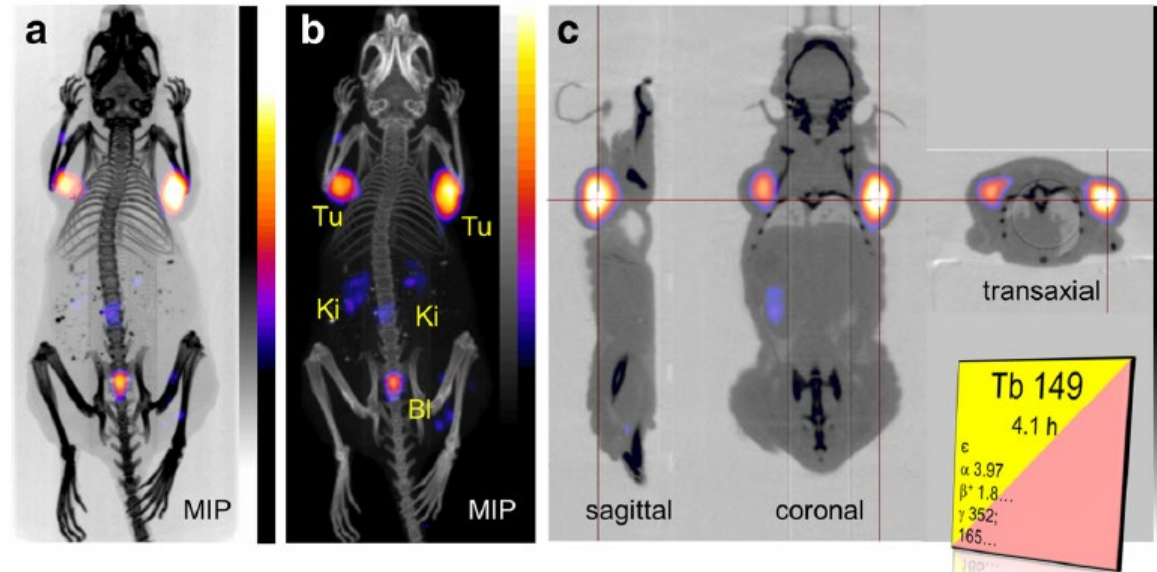 a
MIP
b
Tu
Tu
Ki
Ki
Bl
MIP
c
sagittal
coronal
transaxial
Tb 149
4.1 h
ϵ
α 3.97
β⁺ 1.8...
γ 352;
165...